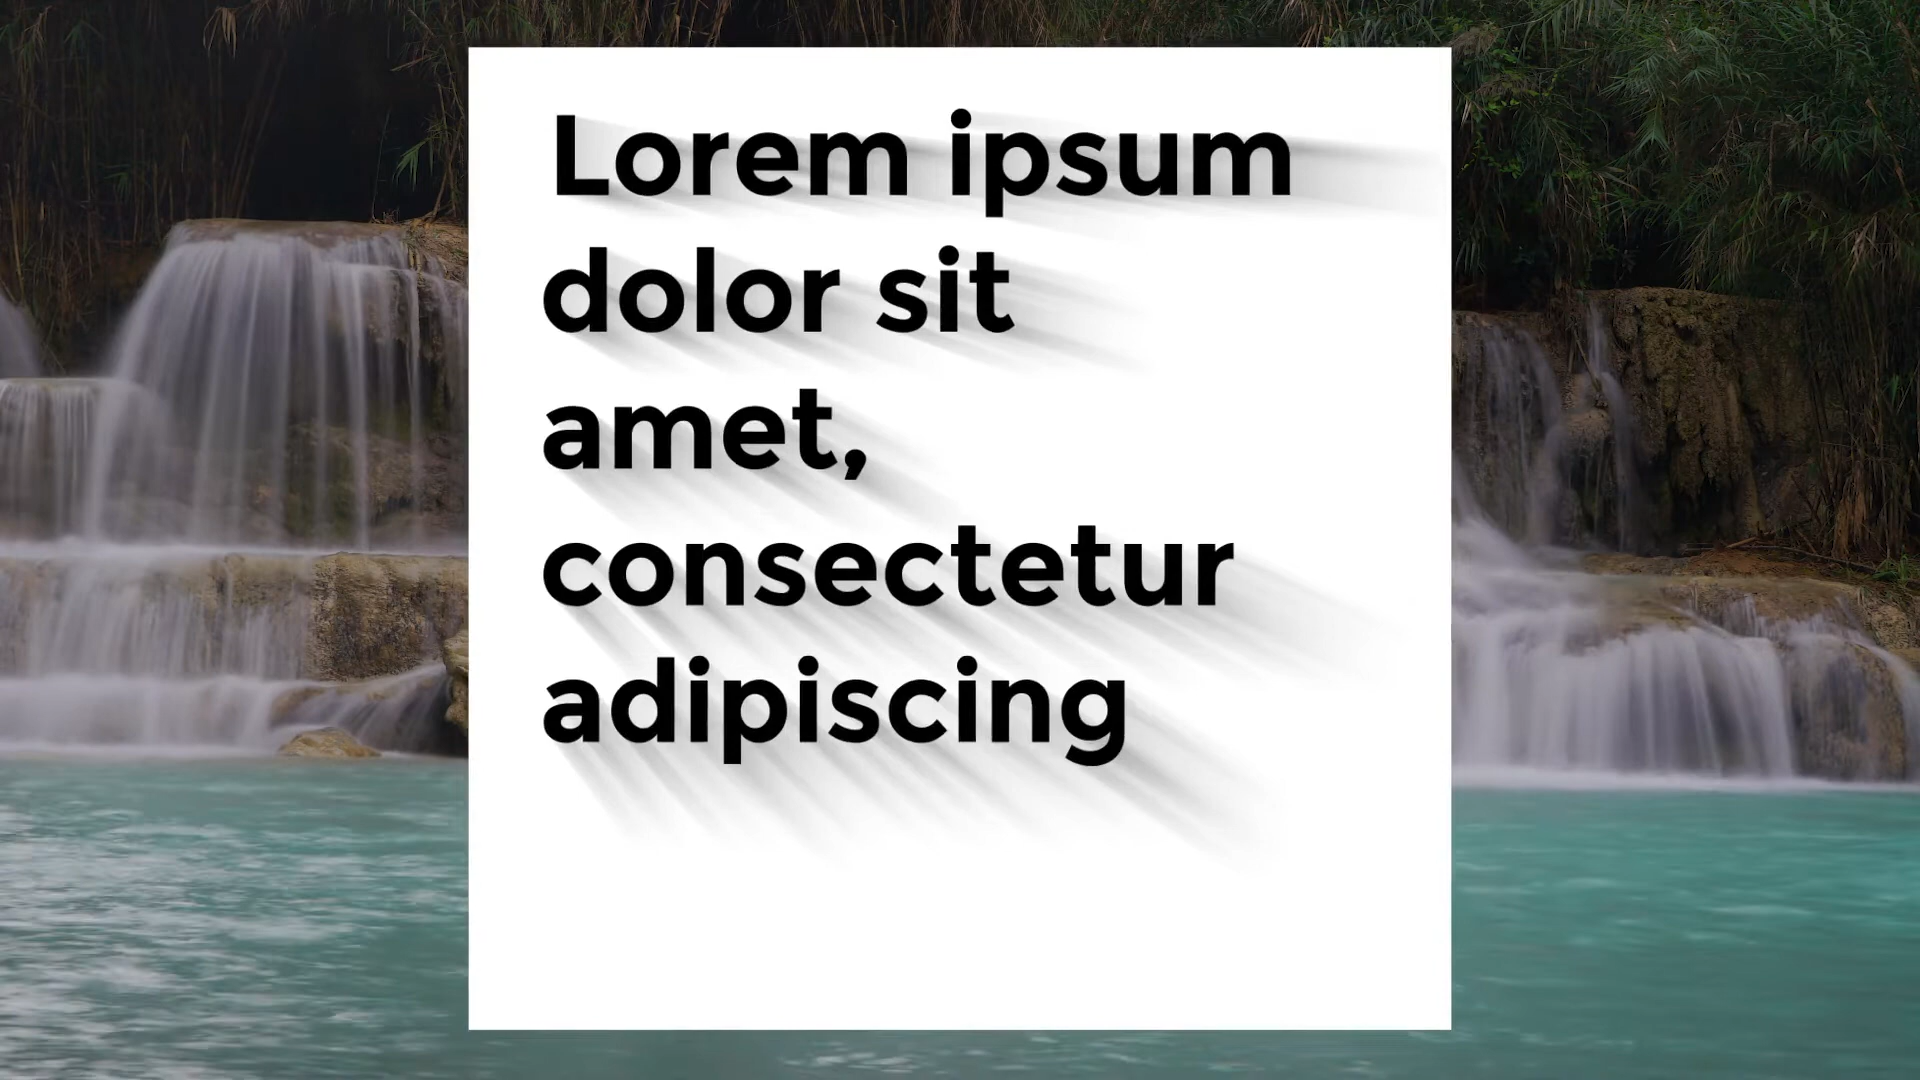 Lorem ipsum
dolor sit
amet,
consectetur
adipiscing